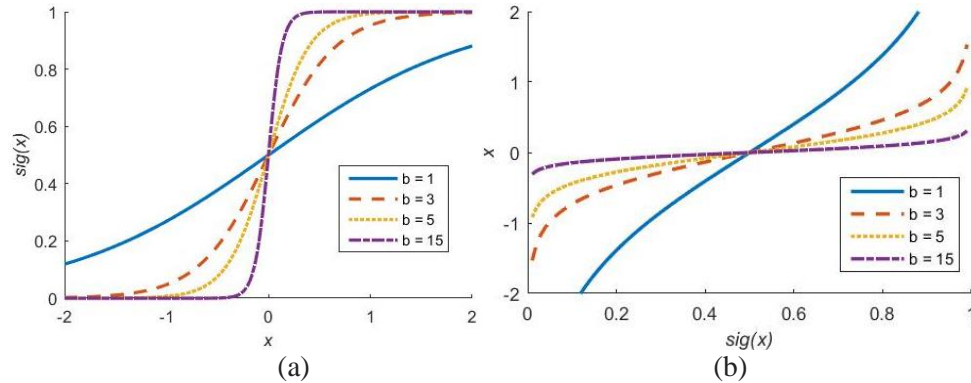 1
0.8
0.6
0.4
0.2
0
sig(x)
-2
-1
0
1
2
x
b = 1
b = 3
b = 5
b = 15
(a)
2
1
0
-1
-2
x
0
0.2
0.4
0.6
0.8
1
sig(x)
b = 1
b = 3
b = 5
b = 15
(b)